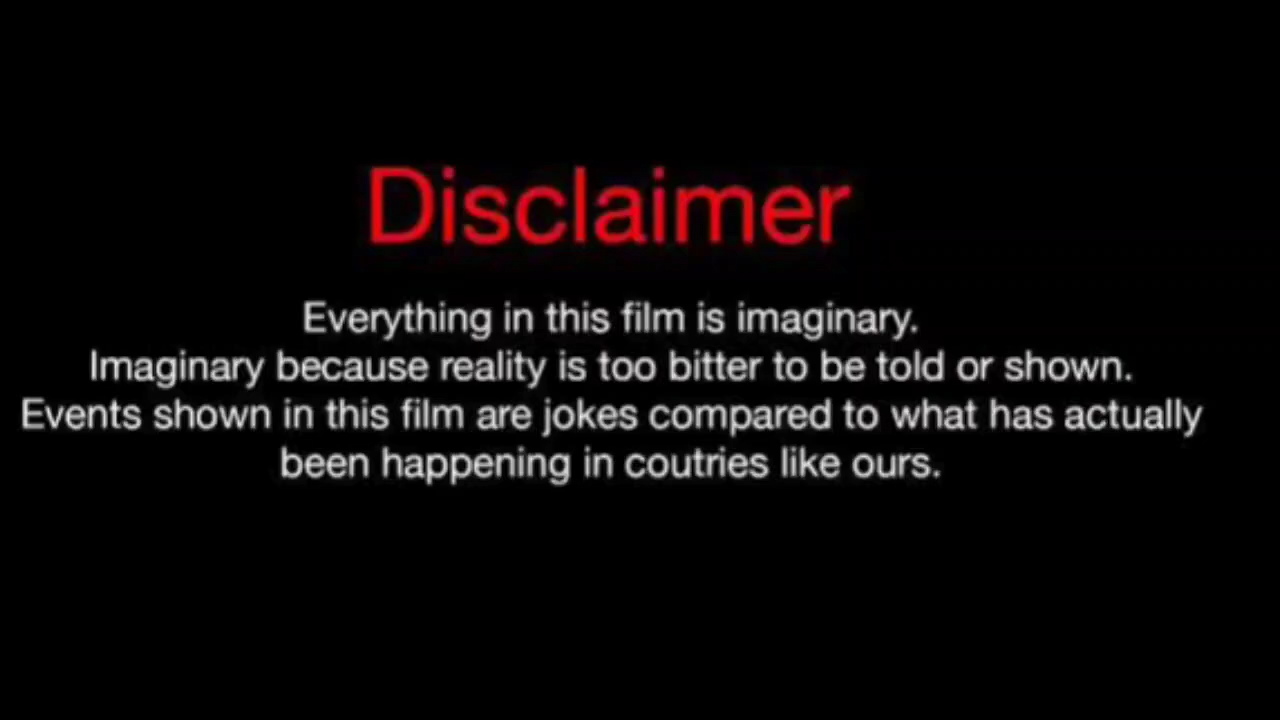 Disclaimer
Everything in this film is imaginary.
Imaginary because reality is too bitter to be told or shown.
Events shown in this film are jokes compared to what has actually
been happening in coutries like ours.